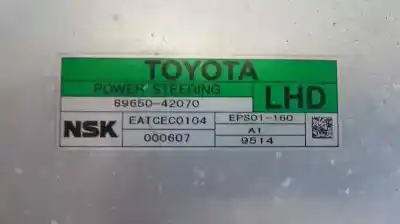 TOYOTA
POWER STEERING
89650-42070
LHD
NSK
EATCEC0104
EPS01-160
000607
A1
9514